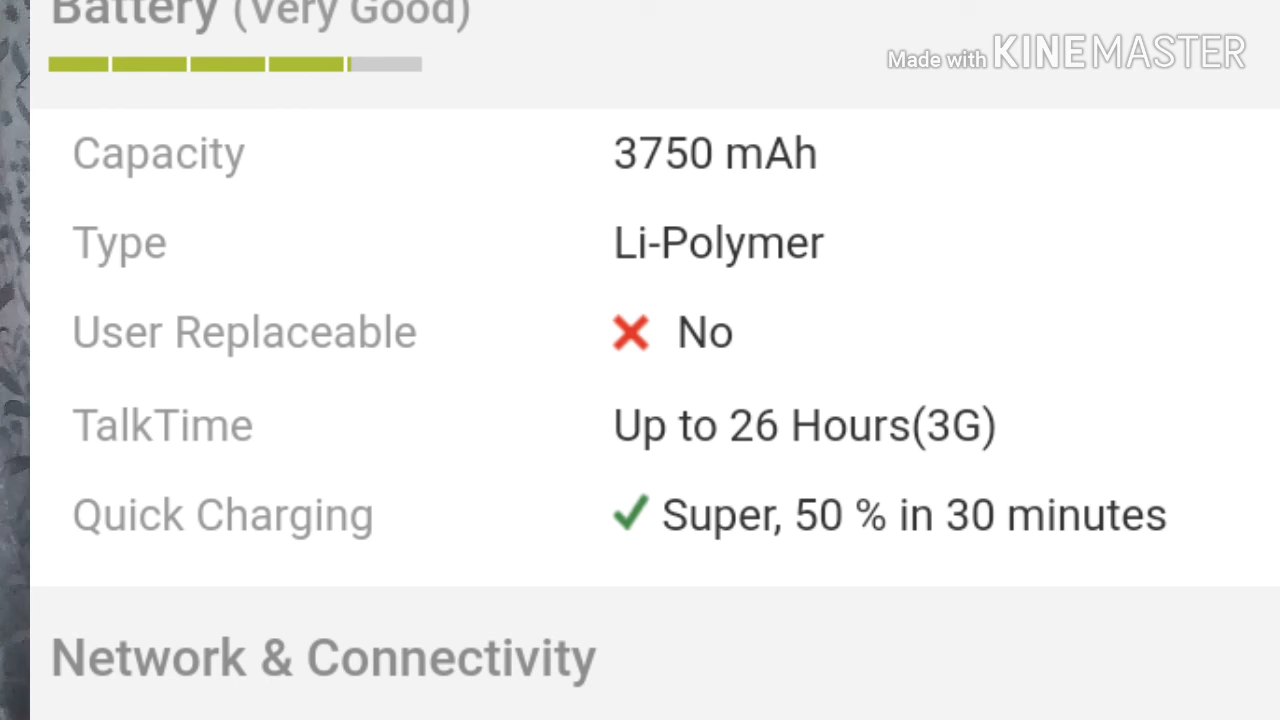 Battery (Very Good)
Made with KINEMASTER
Capacity 3750 mAh
Type Li-Polymer
User Replaceable No
TalkTime Up to 26 Hours(3G)
Quick Charging Super, 50 % in 30 minutes
Network & Connectivity